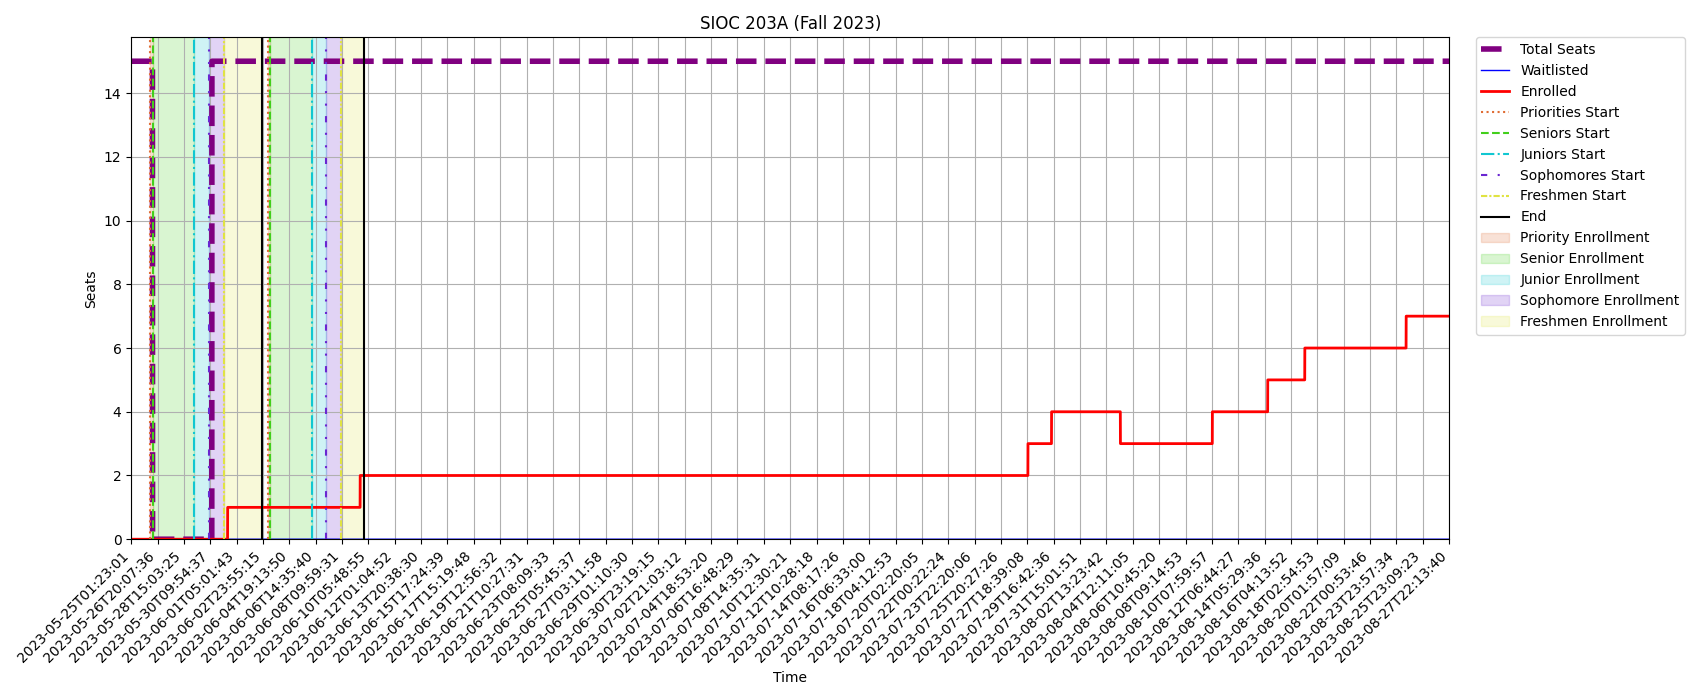 SIOC 203A (Fall 2023)
Total Seats
Waitlisted
Enrolled
Priorities Start
Seniors Start
Juniors Start
Sophomores Start
Freshmen Start
End
Priority Enrollment
Senior Enrollment
Junior Enrollment
Sophomore Enrollment
Freshmen Enrollment
Seats
14
12
10
8
6
4
2
0
2023-05-25T01:23:01
2023-05-26T20:07:36
2023-05-28T15:03:25
2023-05-30T09:54:37
2023-06-01T05:01:43
2023-06-02T23:55:15
2023-06-04T19:13:50
2023-06-06T14:35:40
2023-06-08T09:59:31
2023-06-10T05:48:55
2023-06-12T01:04:52
2023-06-13T20:38:30
2023-06-15T17:24:39
2023-06-17T15:19:48
2023-06-19T12:56:32
2023-06-21T10:27:31
2023-06-23T08:09:33
2023-06-25T05:45:37
2023-06-27T03:11:58
2023-06-29T01:10:30
2023-06-30T23:19:15
2023-07-02T21:03:12
2023-07-04T18:53:20
2023-07-06T16:48:29
2023-07-08T14:35:31
2023-07-10T12:30:21
2023-07-12T10:28:18
2023-07-14T08:17:26
2023-07-16T06:33:00
2023-07-18T04:12:53
2023-07-20T02:20:05
2023-07-22T00:22:24
2023-07-23T22:20:06
2023-07-25T20:27:26
2023-07-27T18:39:08
2023-07-29T16:42:36
2023-07-31T15:01:51
2023-08-02T13:23:42
2023-08-04T12:11:05
2023-08-06T10:45:20
2023-08-08T09:14:53
2023-08-10T07:59:57
2023-08-12T06:44:27
2023-08-14T05:29:36
2023-08-16T04:13:52
2023-08-18T02:54:53
2023-08-20T01:57:09
2023-08-22T00:53:46
2023-08-23T23:57:34
2023-08-25T23:09:23
2023-08-27T22:13:40
Time